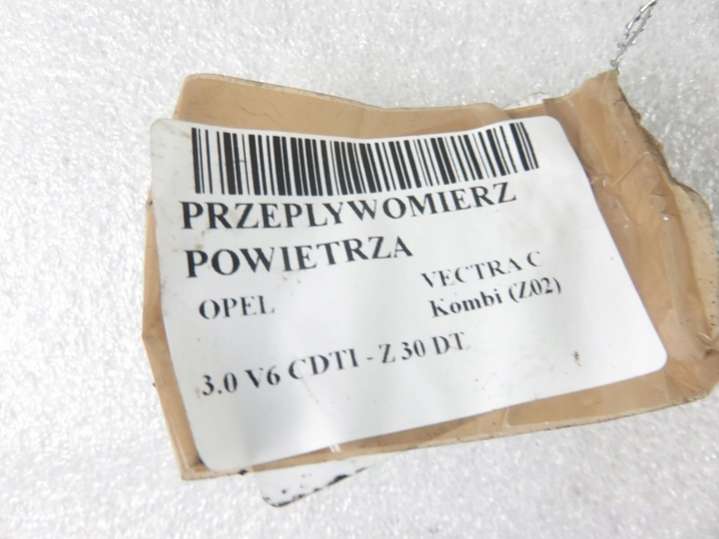 PRZEPLYWOMIERZ
POWIETRZA
OPEL VECTRA C
Kombi (Z02)
3.0 V6 CDTI - Z 30 DT